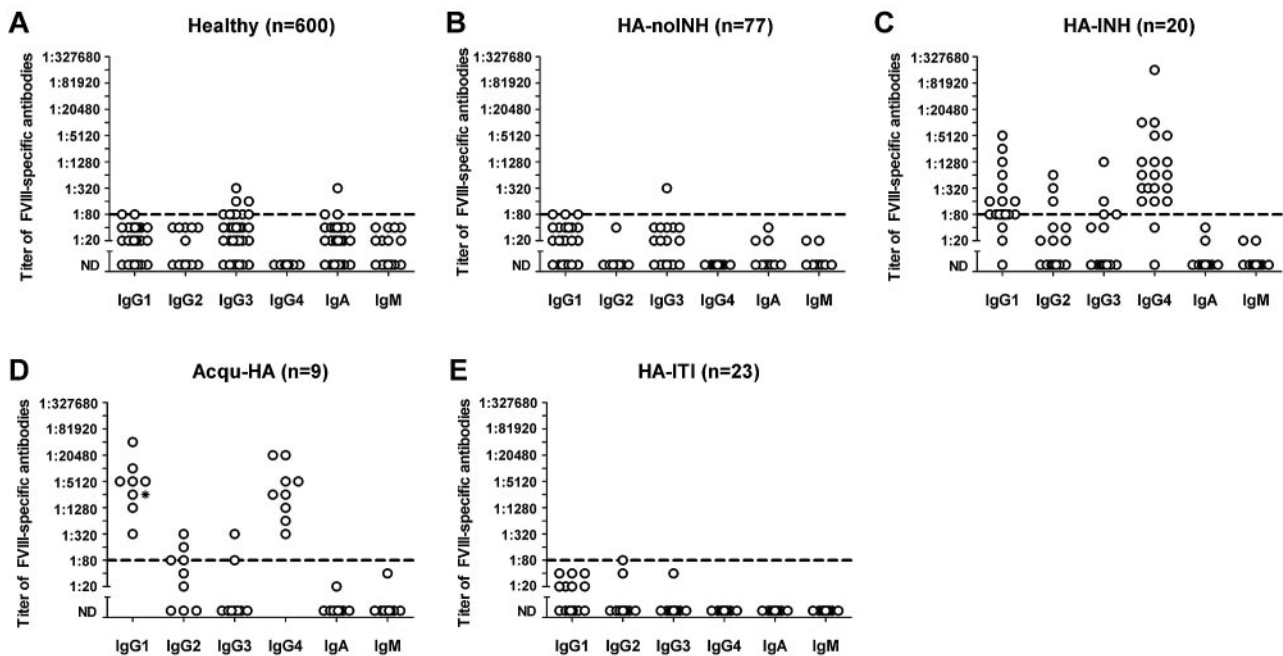 A
Healthy (n=600)
Titer of FVIII-specific antibodies
1:327680
1:81920
1:20480
1:5120
1:1280
1:320
1:80
1:20
ND
IgG1 IgG2 IgG3 IgG4 IgA IgM
B
HA-noINH (n=77)
Titer of FVIII-specific antibodies
1:327680
1:81920
1:20480
1:5120
1:1280
1:320
1:80
1:20
ND
IgG1 IgG2 IgG3 IgG4 IgA IgM
C
HA-INH (n=20)
Titer of FVIII-specific antibodies
1:327680
1:81920
1:20480
1:5120
1:1280
1:320
1:80
1:20
ND
IgG1 IgG2 IgG3 IgG4 IgA IgM
D
Acqu-HA (n=9)
Titer of FVIII-specific antibodies
1:327680
1:81920
1:20480
1:5120
1:1280
1:320
1:80
1:20
ND
*
IgG1 IgG2 IgG3 IgG4 IgA IgM
E
HA-ITI (n=23)
Titer of FVIII-specific antibodies
1:327680
1:81920
1:20480
1:5120
1:1280
1:320
1:80
1:20
ND
IgG1 IgG2 IgG3 IgG4 IgA IgM